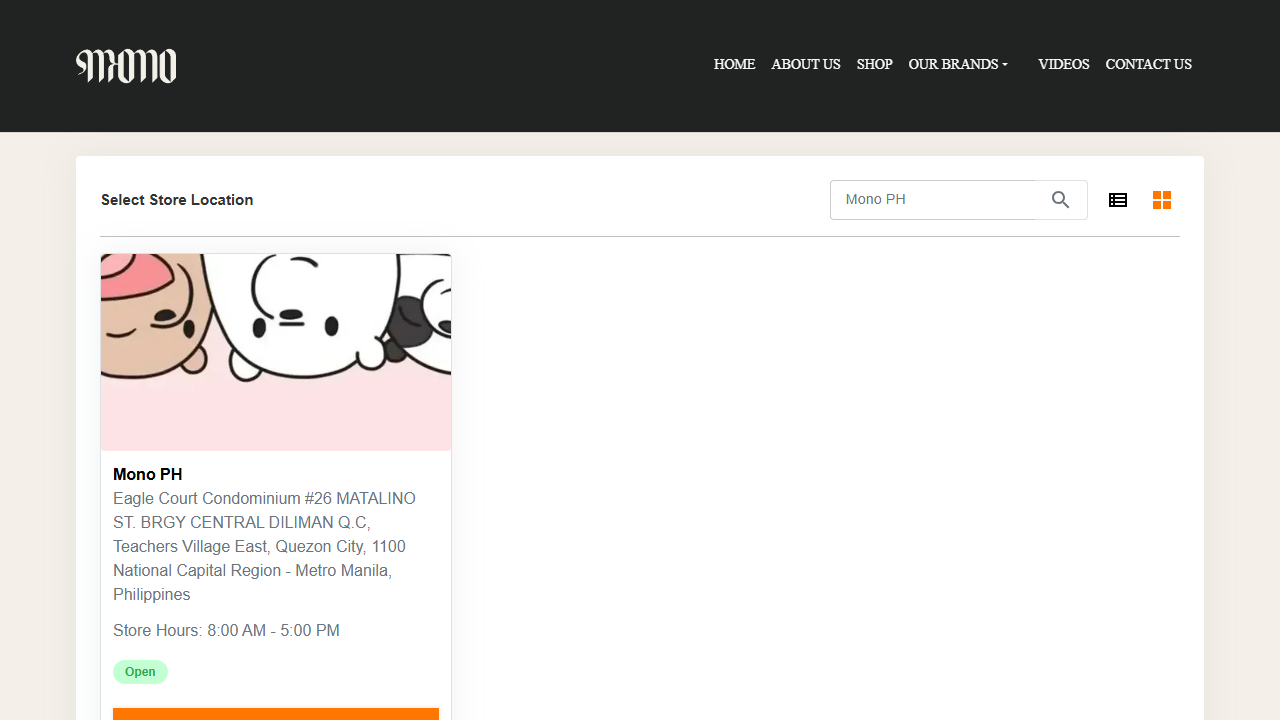 MONO
HOME ABOUT US SHOP OUR BRANDS VIDEOS CONTACT US
Select Store Location
Mono PH
Mono PH
Eagle Court Condominium #26 MATALINO
ST. BRGY CENTRAL DILIMAN Q.C,
Teachers Village East, Quezon City, 1100
National Capital Region - Metro Manila,
Philippines
Store Hours: 8:00 AM - 5:00 PM
Open